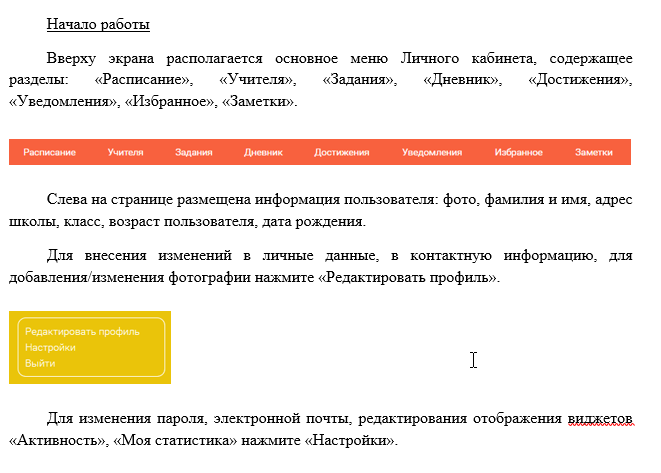 Начало работы
Вверху экрана располагается основное меню Личного кабинета, содержащее
разделы: «Расписание», «Учителя», «Задания», «Дневник», «Достижения»,
«Уведомления», «Избранное», «Заметки».
Расписание Учителя Задания Дневник Достижения Уведомления Избранное Заметки
Слева на странице размещена информация пользователя: фото, фамилия и имя, адрес
школы, класс, возраст пользователя, дата рождения.
Для внесения изменений в личные данные, в контактную информацию, для
добавления/изменения фотографии нажмите «Редактировать профиль».
Редактировать профиль
Настройки
Выйти
Для изменения пароля, электронной почты, редактирования отображения виджетов
«Активность», «Моя статистика» нажмите «Настройки».